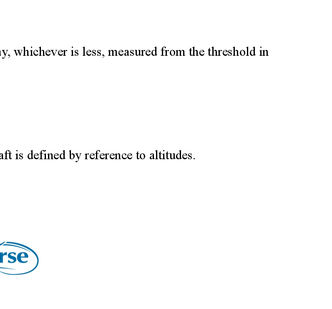 y, whichever is less, measured from the threshold in
aft is defined by reference to altitudes.
rse